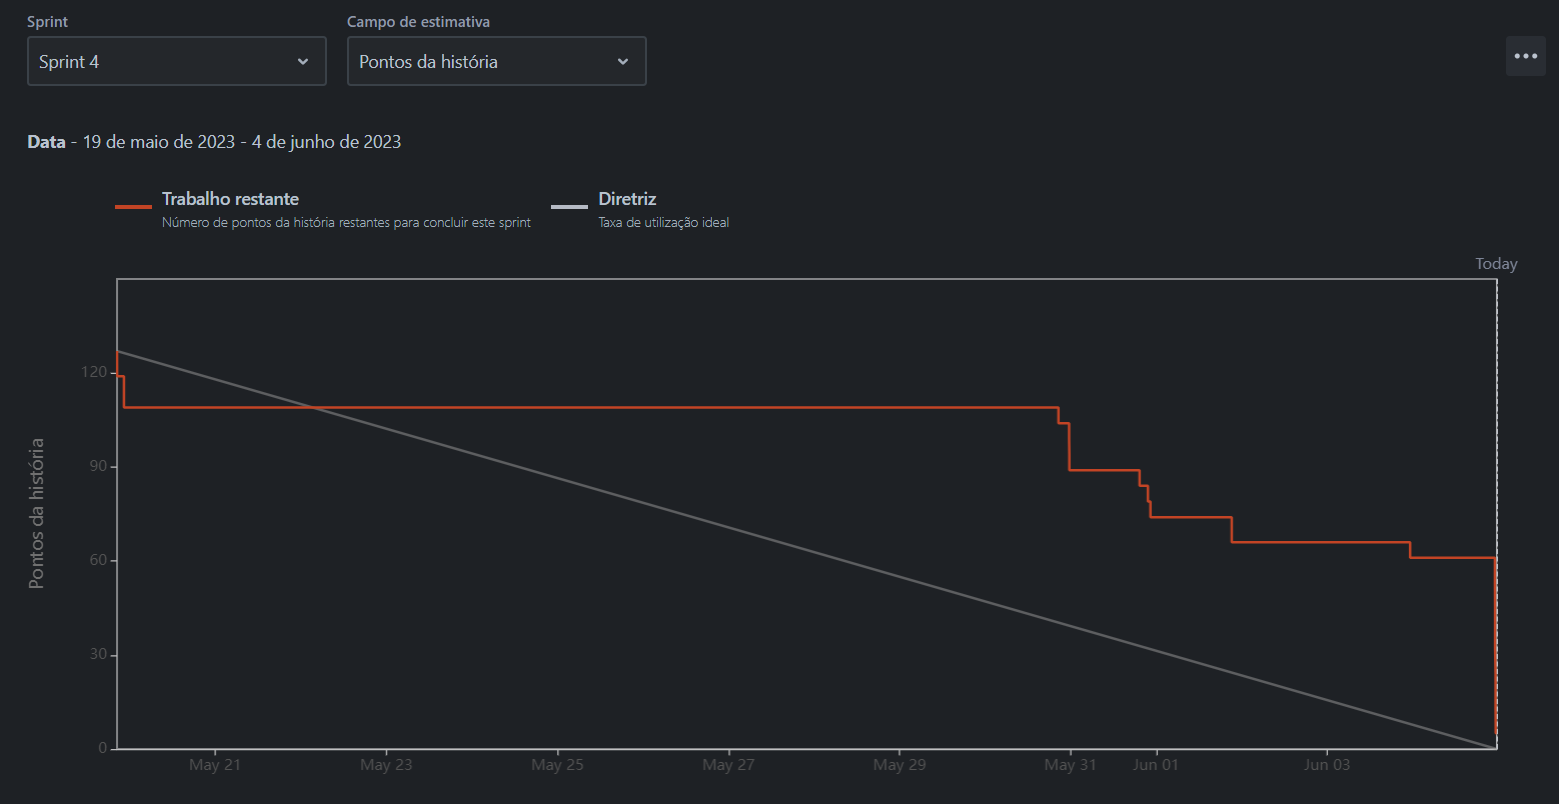 Sprint
Campo de estimativa
Sprint 4
Pontos da história
Data - 19 de maio de 2023 - 4 de junho de 2023
Trabalho restante
Número de pontos da história restantes para concluir este sprint
Diretriz
Taxa de utilização ideal
Today
Pontos da história
120
90
60
30
0
May 21
May 23
May 25
May 27
May 29
May 31
Jun 01
Jun 03